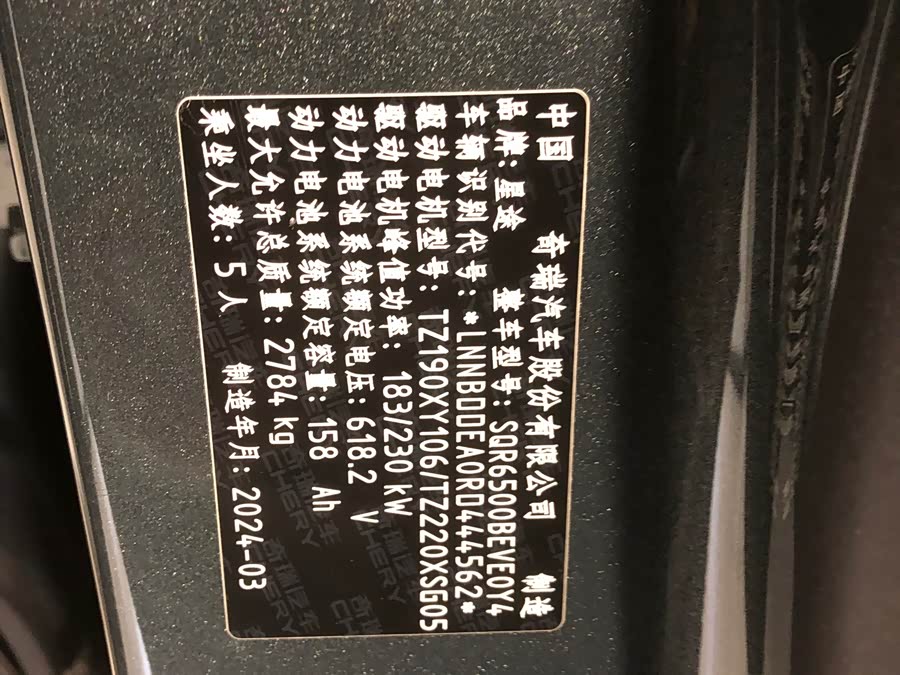 中国 奇瑞汽车股份有限公司 制造
品牌：星途 整车型号：SQR6500BEVE0Y4
车辆识别代号：*LNNBDDEA0RD444562*
驱动电机型号：TZ190XY106/TZ220XSG05
驱动电机峰值功率：183/230 kW
动力电池系统额定电压：618.2 V
动力电池系统额定容量：158 Ah
最大允许总质量：2784 kg
乘坐人数：5人 制造年月：2024-03